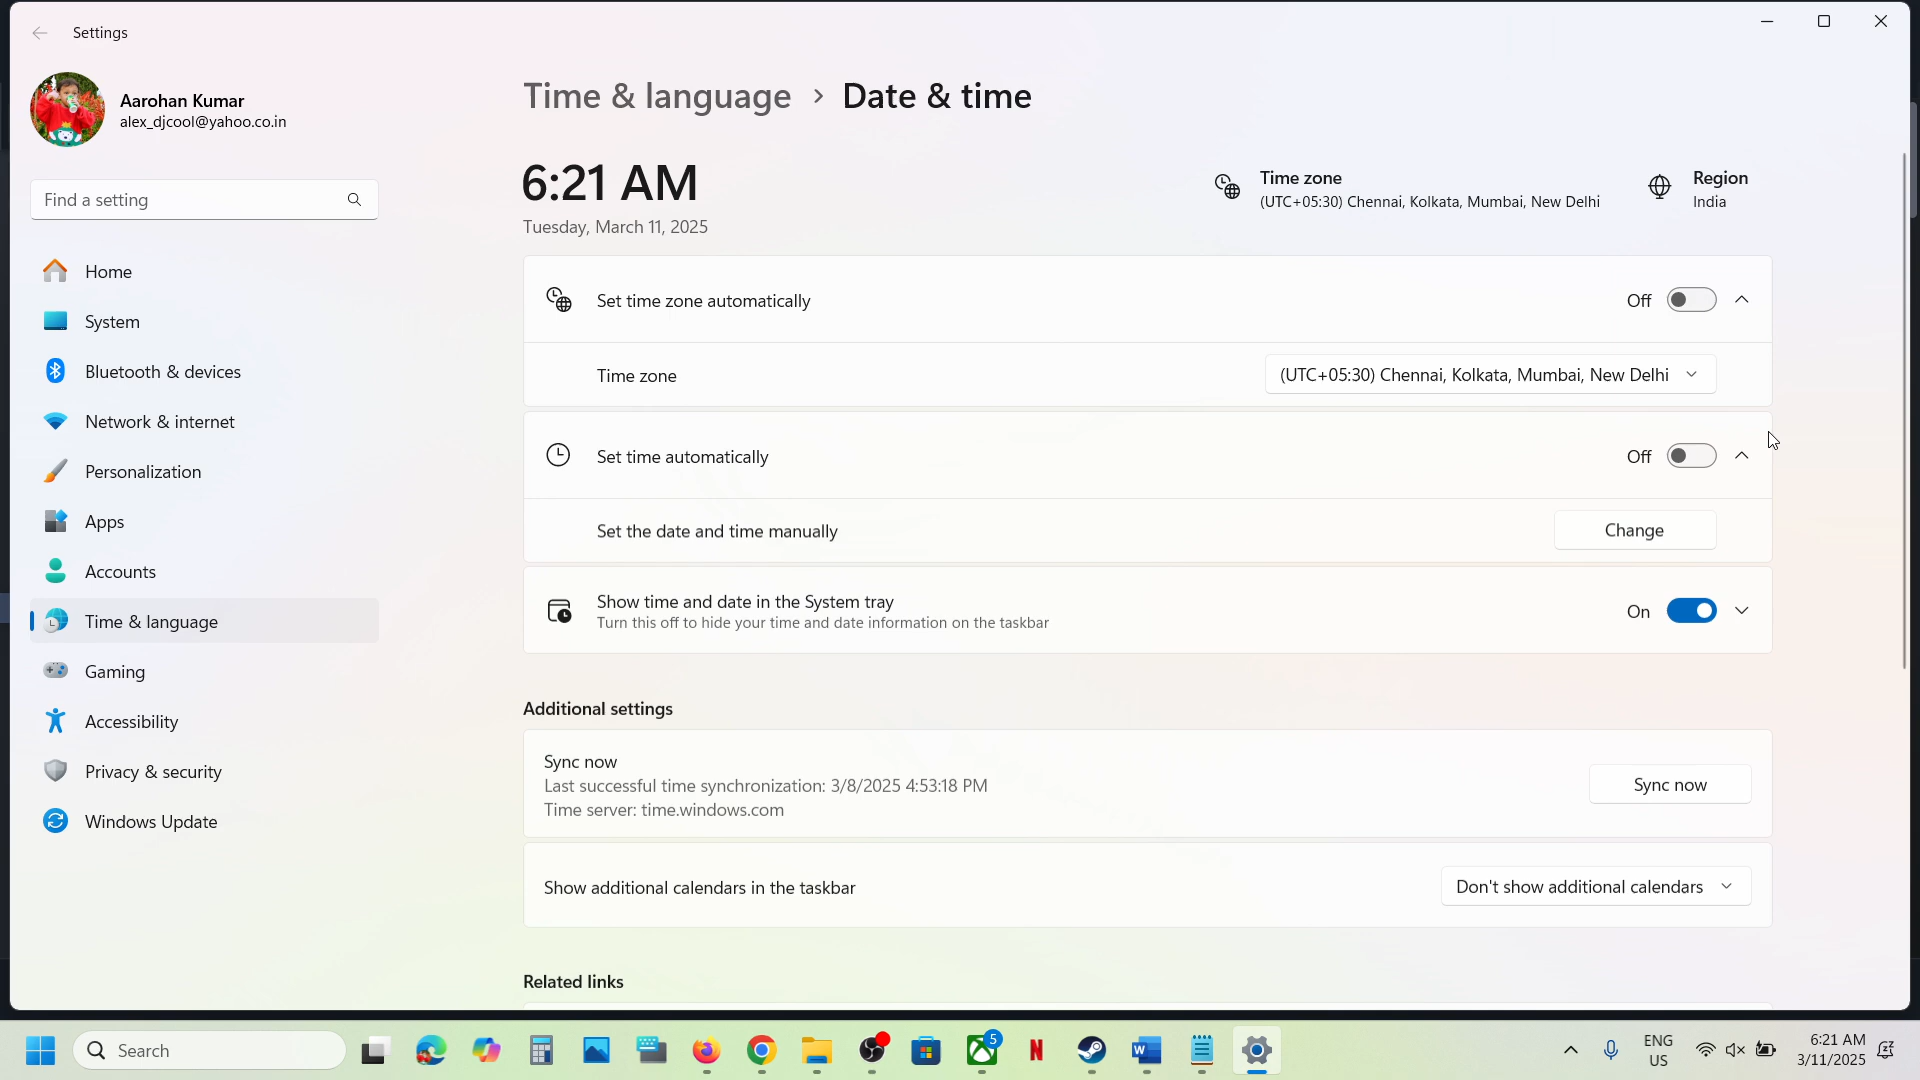 Settings
Aarohan Kumar
alex_djcool@yahoo.co.in
Find a setting
Home
System
Bluetooth & devices
Network & internet
Personalization
Apps
Accounts
Time & language
Gaming
Accessibility
Privacy & security
Windows Update
Time & language > Date & time
6:21 AM
Tuesday, March 11, 2025
Time zone
(UTC+05:30) Chennai, Kolkata, Mumbai, New Delhi
Region
India
Set time zone automatically
Off
Time zone
(UTC+05:30) Chennai, Kolkata, Mumbai, New Delhi
Set time automatically
Off
Set the date and time manually
Change
Show time and date in the System tray
Turn this off to hide your time and date information on the taskbar
On
Additional settings
Sync now
Last successful time synchronization: 3/8/2025 4:53:18 PM
Time server: time.windows.com
Sync now
Show additional calendars in the taskbar
Don't show additional calendars
Related links
Search
5
ENG
US
6:21 AM
3/11/2025